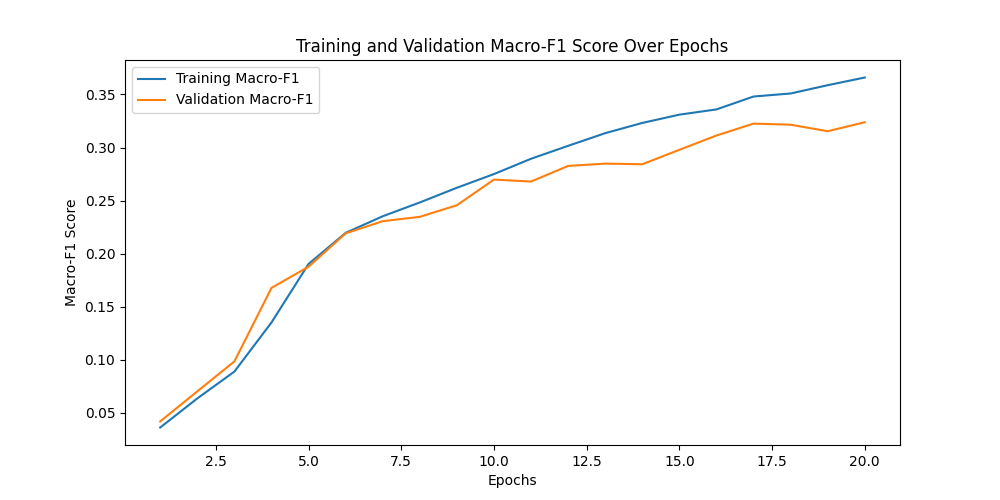 Training and Validation Macro-F1 Score Over Epochs
Training Macro-F1
Validation Macro-F1
0.35
0.30
0.25
0.20
0.15
0.10
0.05
Macro-F1 Score
2.5 5.0 7.5 10.0 12.5 15.0 17.5 20.0
Epochs